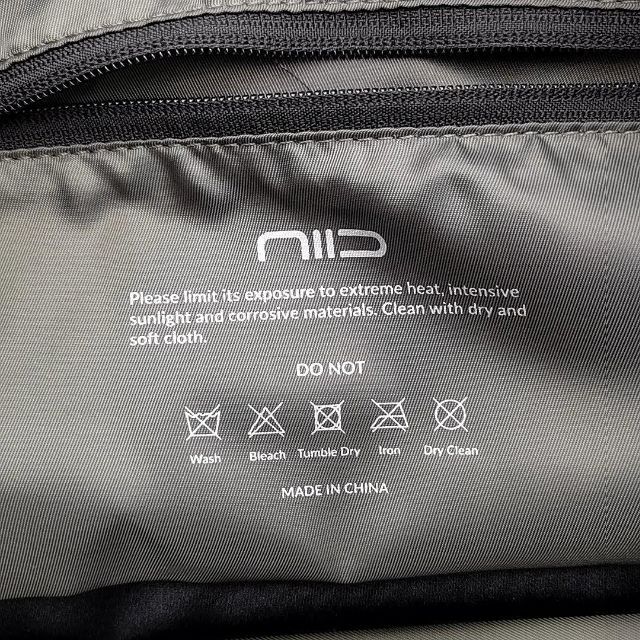 NIID
Please limit its exposure to extreme heat, intensive
sunlight and corrosive materials. Clean with dry and
soft cloth.
DO NOT
Wash Bleach Tumble Dry Iron Dry Clean
MADE IN CHINA